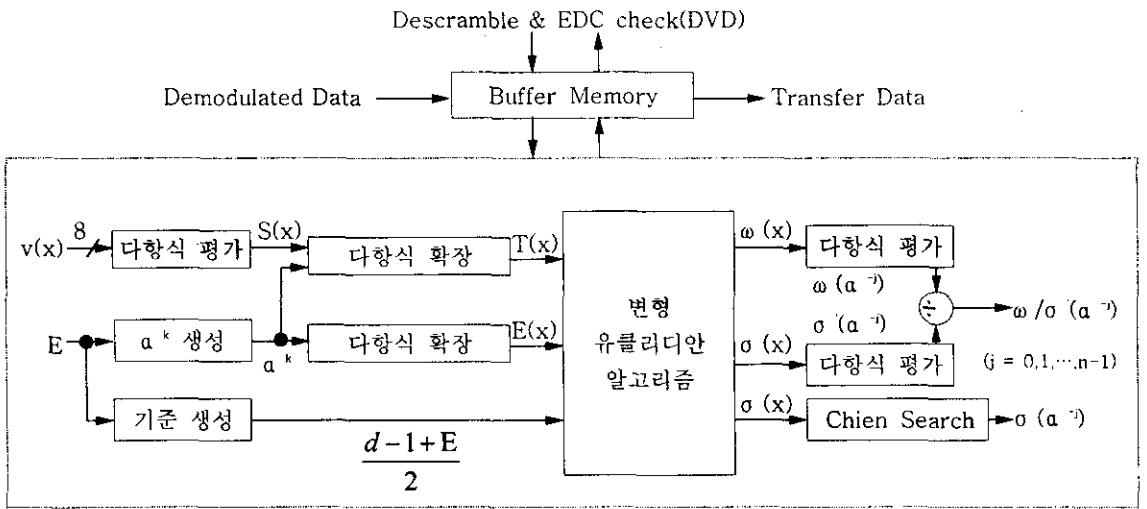 Descramble & EDC check(DVD)
Demodulated Data
Buffer Memory
Transfer Data
v(x)
8
다항식 평가
S(x)
다항식 확장
T(x)
E
α^k 생성
α^k
다항식 확장
E(x)
기준 생성
(d-1+E)/2
변형
유클리디안
알고리즘
ω (x)
다항식 평가
ω (α^-j)
÷
ω/σ'(α^-j)
σ'(α^-j)
σ (x)
다항식 평가
(j = 0,1,⋯,n-1)
σ (x)
Chien Search
σ (α^-j)